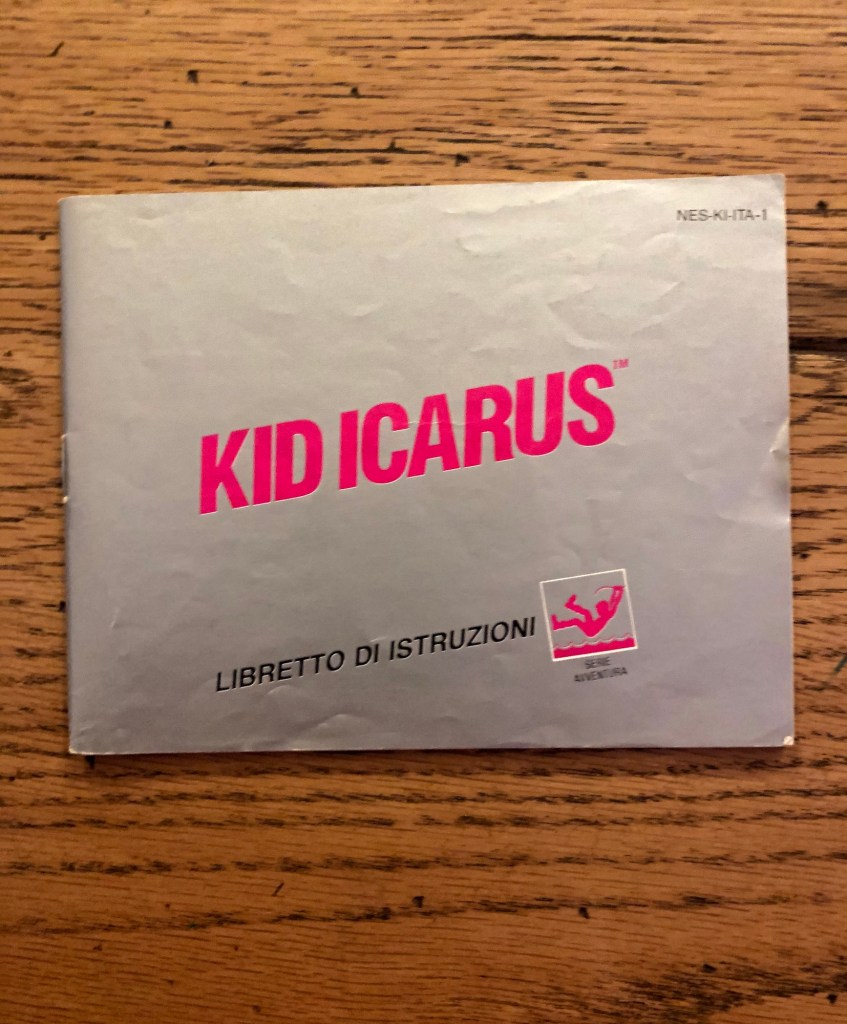 NES-KI-ITA-1
KID ICARUS™
LIBRETTO DI ISTRUZIONI
SERIE
AVVENTURA